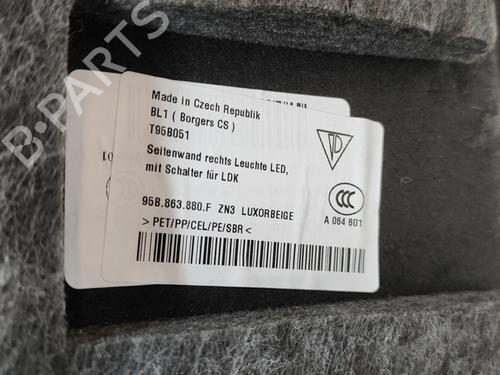 B-PARTS
Made in Czech Republik
BL1 ( Borgers CS )
T95B051
Seitenwand rechts Leuchte LED,
mit Schalter für LDK
95B.863.880.F ZN3 LUXORBEIGE
> PET/PP/CEL/PE/SBR <
CCC
A 064 601